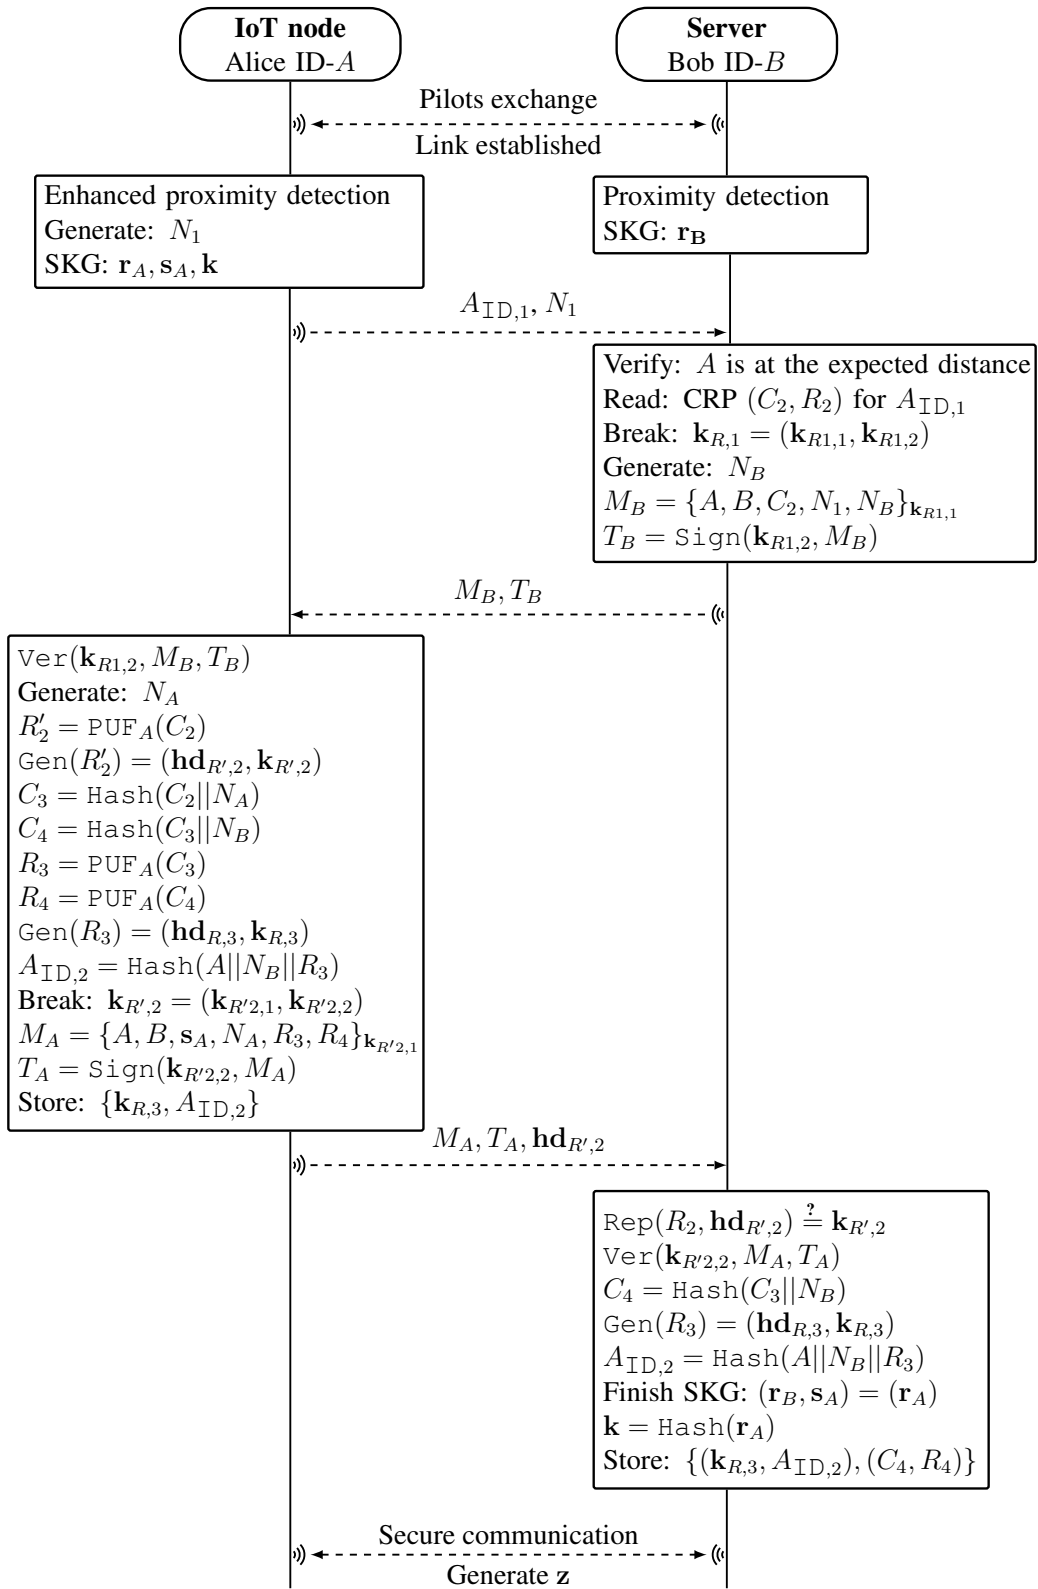 IoT node
Alice ID-A
Server
Bob ID-B
Pilots exchange
Link established
Enhanced proximity detection
Generate: N₁
SKG: r_A, s_A, k
Proximity detection
SKG: r_B
A_ID,1, N₁
Verify: A is at the expected distance
Read: CRP (C₂, R₂) for A_ID,1
Break: k_R,1 = (k_R1,1, k_R1,2)
Generate: N_B
M_B = {A, B, C₂, N₁, N_B}_k_R1,1
T_B = Sign(k_R1,2, M_B)
M_B, T_B
Ver(k_R1,2, M_B, T_B)
Generate: N_A
R′₂ = PUF_A(C₂)
Gen(R′₂) = (hd_R′,2, k_R′,2)
C₃ = Hash(C₂||N_A)
C₄ = Hash(C₃||N_B)
R₃ = PUF_A(C₃)
R₄ = PUF_A(C₄)
Gen(R₃) = (hd_R,3, k_R,3)
A_ID,2 = Hash(A||N_B||R₃)
Break: k_R′,2 = (k_R′2,1, k_R′2,2)
M_A = {A, B, s_A, N_A, R₃, R₄}_k_R′2,1
T_A = Sign(k_R′2,2, M_A)
Store: {k_R,3, A_ID,2}
M_A, T_A, hd_R′,2
Rep(R₂, hd_R′,2) ≟ k_R′,2
Ver(k_R′2,2, M_A, T_A)
C₄ = Hash(C₃||N_B)
Gen(R₃) = (hd_R,3, k_R,3)
A_ID,2 = Hash(A||N_B||R₃)
Finish SKG: (r_B, s_A) = (r_A)
k = Hash(r_A)
Store: {(k_R,3, A_ID,2), (C₄, R₄)}
Secure communication
Generate z